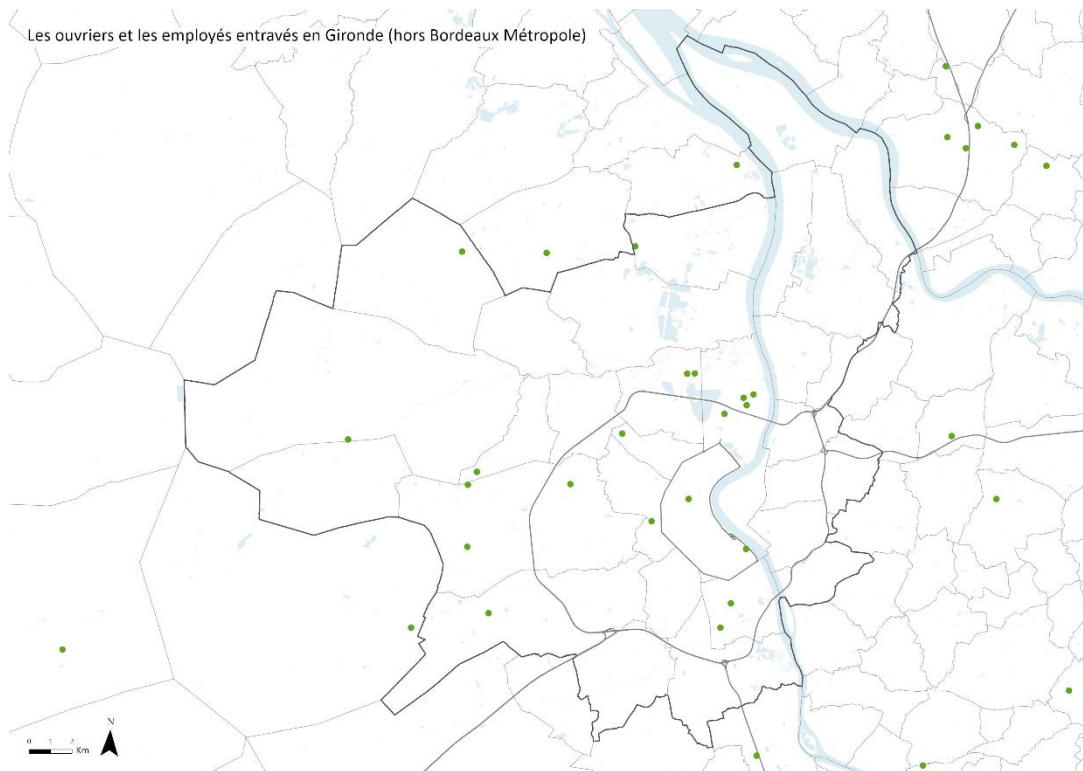 Les ouvriers et les employés entravés en Gironde (hors Bordeaux Métropole)
N
0 1 2
Km